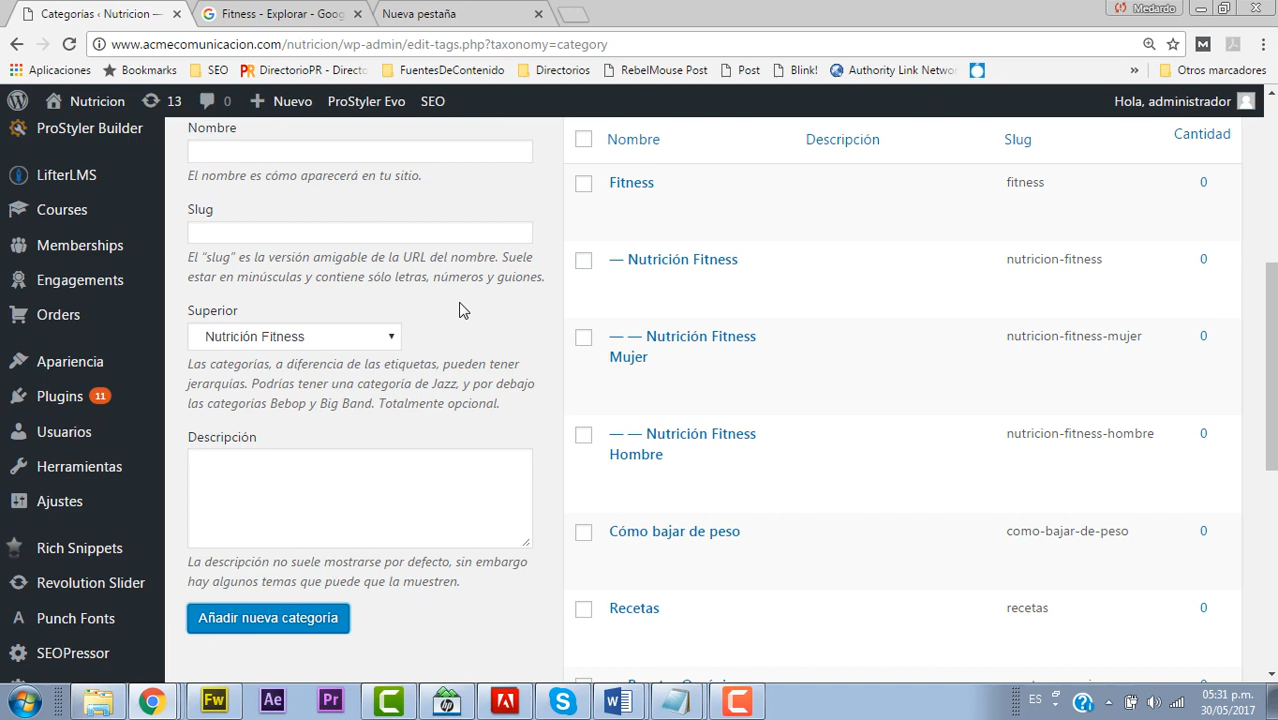 Categorías ‹ Nutricion —
Fitness - Explorar - Goog
Nueva pestaña
Medardo
www.acmecomunicacion.com/nutricion/wp-admin/edit-tags.php?taxonomy=category
Aplicaciones
Bookmarks
SEO
DirectorioPR - Directo
FuentesDeContenido
Directorios
RebelMouse Post
Post
Blink!
Authority Link Netwo
»
Otros marcadores
Nutricion
13
0
Nuevo
ProStyler Evo
SEO
Hola, administrador
ProStyler Builder
LifterLMS
Courses
Memberships
Engagements
Orders
Apariencia
Plugins 11
Usuarios
Herramientas
Ajustes
Rich Snippets
Revolution Slider
Punch Fonts
SEOPressor
Nombre
El nombre es cómo aparecerá en tu sitio.
Slug
El “slug” es la versión amigable de la URL del nombre. Suele
estar en minúsculas y contiene sólo letras, números y guiones.
Superior
Nutrición Fitness
Las categorías, a diferencia de las etiquetas, pueden tener
jerarquías. Podrías tener una categoría de Jazz, y por debajo
las categorías Bebop y Big Band. Totalmente opcional.
Descripción
La descripción no suele mostrarse por defecto, sin embargo
hay algunos temas que puede que la muestren.
Añadir nueva categoría
Nombre
Descripción
Slug
Cantidad
Fitness
fitness
0
— Nutrición Fitness
nutricion-fitness
0
— — Nutrición Fitness
Mujer
nutricion-fitness-mujer
0
— — Nutrición Fitness
Hombre
nutricion-fitness-hombre
0
Cómo bajar de peso
como-bajar-de-peso
0
Recetas
recetas
0
Fw
Ae
Pr
ES
05:31 p.m.
30/05/2017